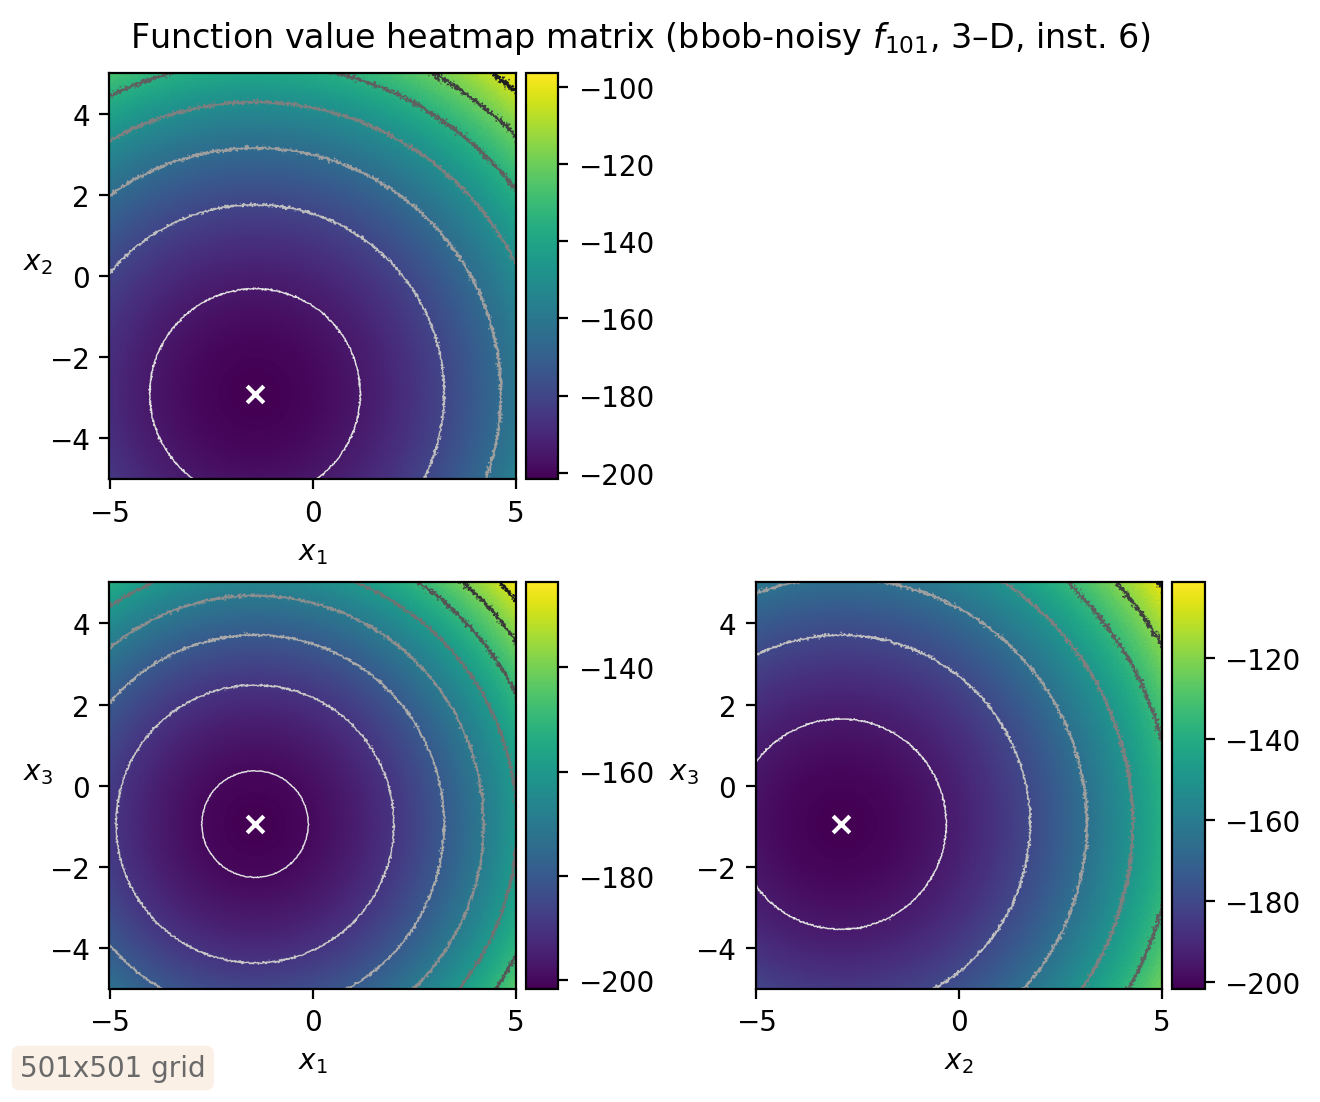 Function value heatmap matrix (bbob-noisy f₁₀₁, 3–D, inst. 6)
4
2
0
−2
−4
x₂
−5 0 5
x₁
−100
−120
−140
−160
−180
−200
4
2
0
−2
−4
x₃
−5 0 5
x₁
−140
−160
−180
−200
4
2
0
−2
−4
x₃
−5 0 5
x₂
−120
−140
−160
−180
−200
501x501 grid